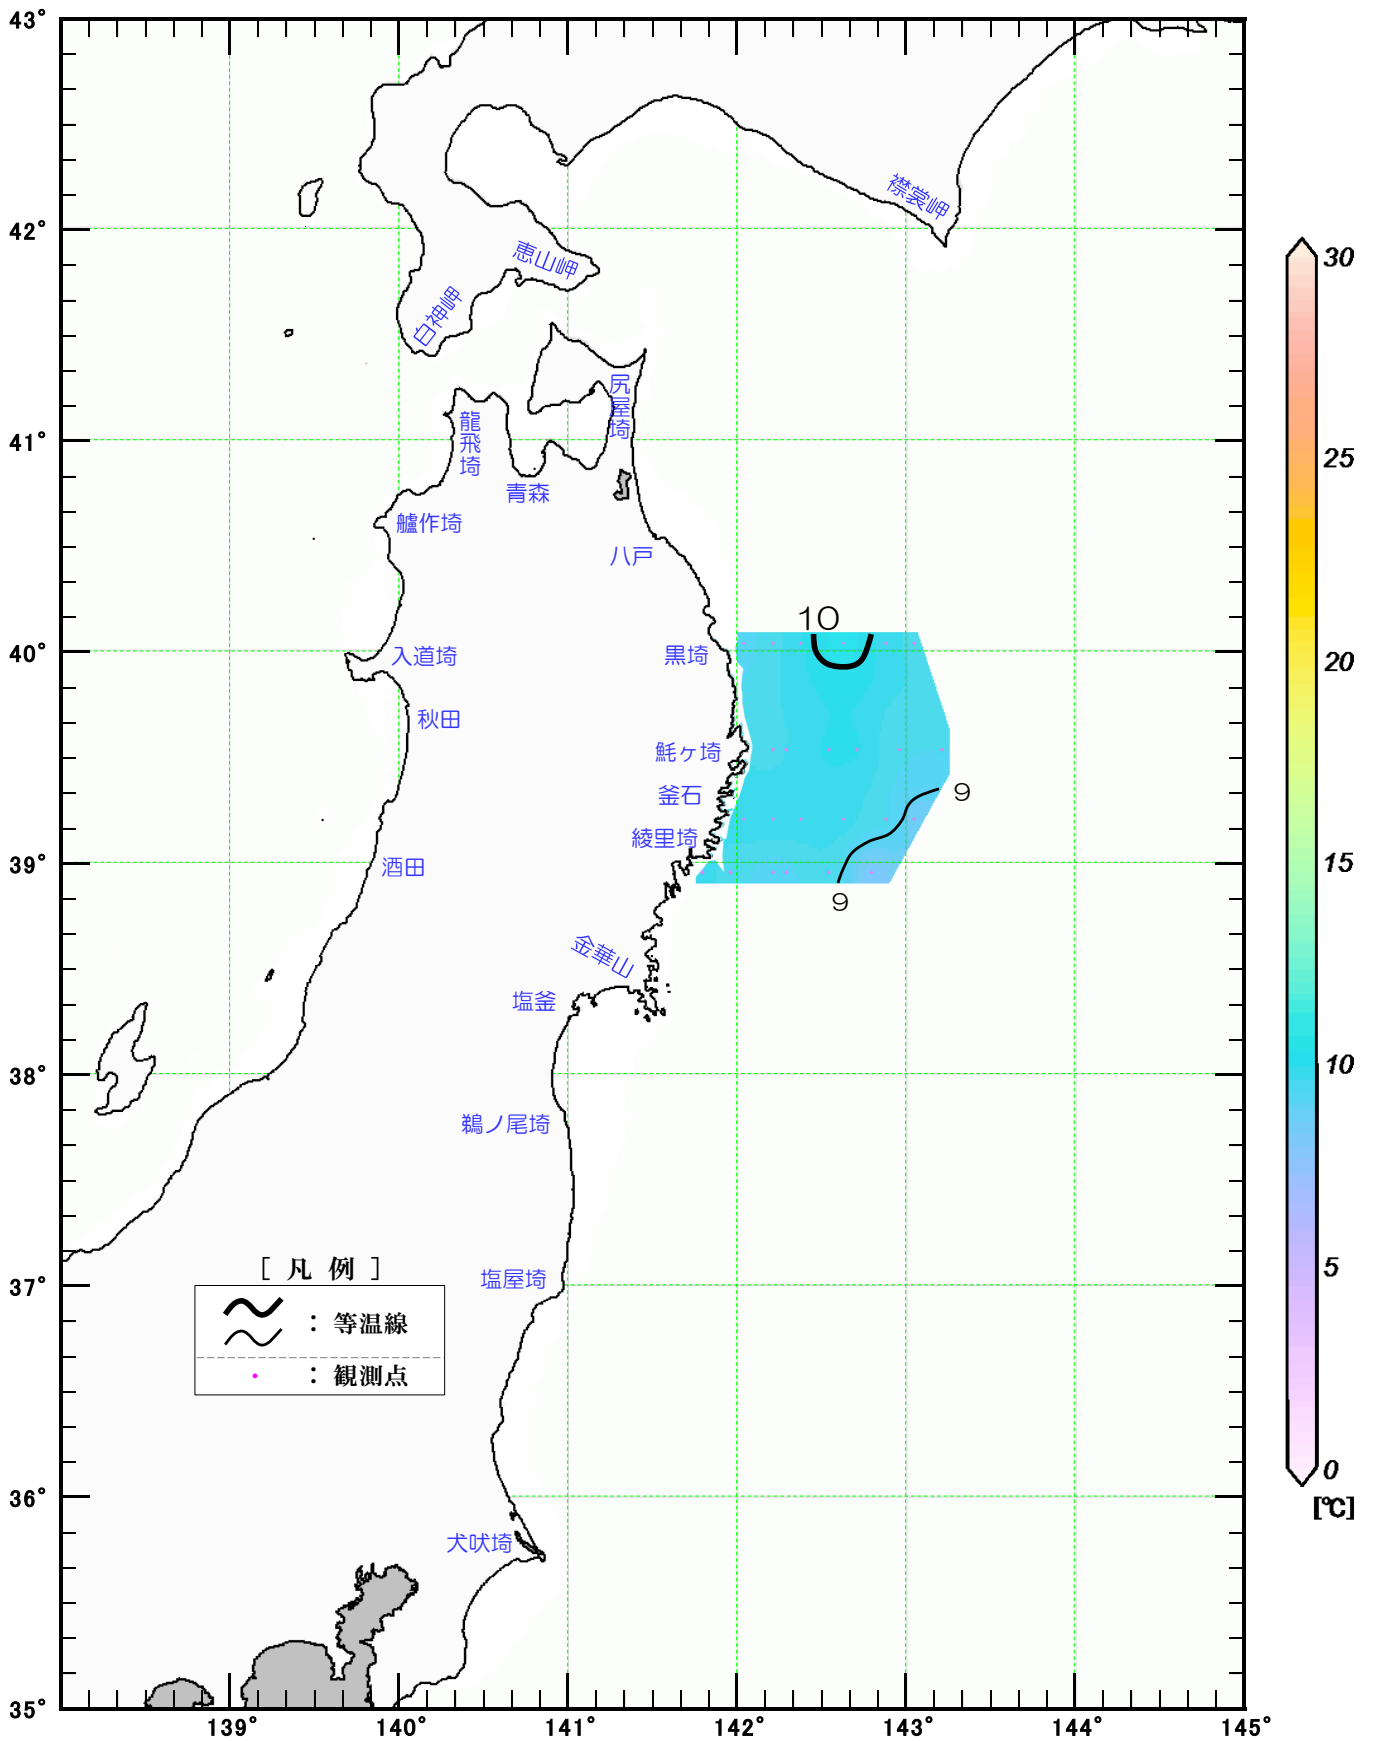 43°
42°
41°
40°
39°
38°
37°
36°
35°
139°
140°
141°
142°
143°
144°
145°
襟裳岬
恵山岬
白神岬
尻屋埼
龍飛埼
青森
艫作埼
八戸
入道埼
黒埼
秋田
魹ヶ埼
釜石
綾里埼
酒田
金華山
塩釜
鵜ノ尾埼
塩屋埼
犬吠埼
10
9
9
[ 凡 例 ]
: 等温線
: 観測点
30
25
20
15
10
5
0
[℃]